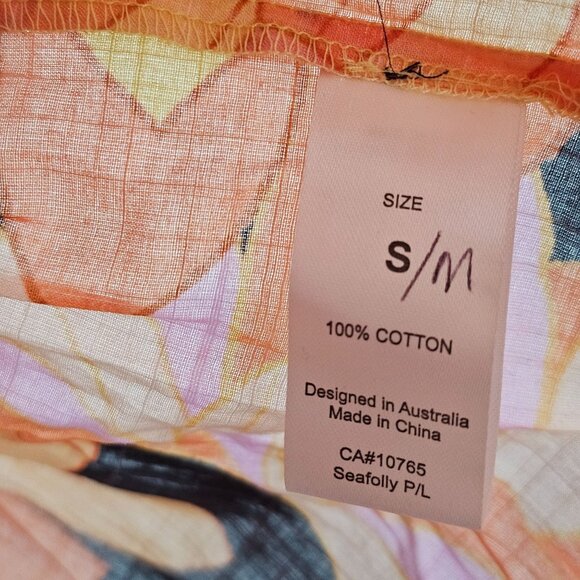 SIZE
S/M
100% COTTON
Designed in Australia
Made in China
CA#10765
Seafolly P/L